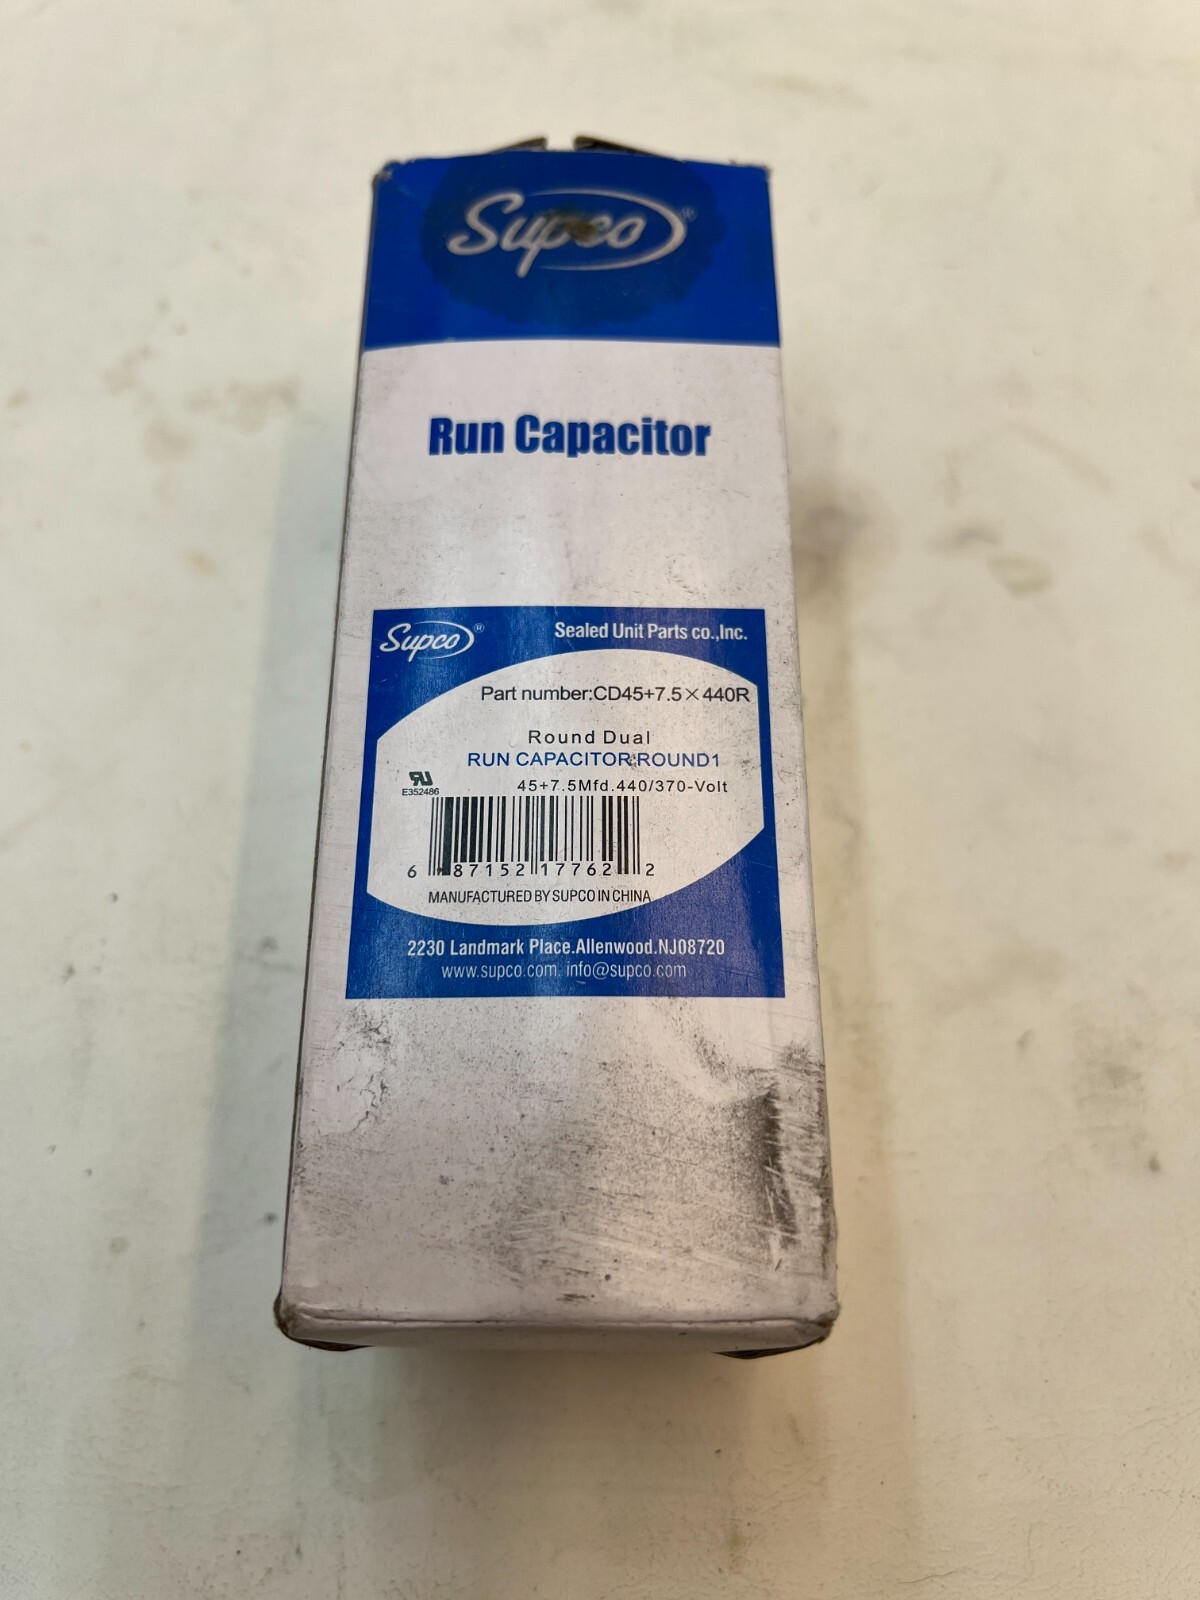 Supco®
Run Capacitor
Supco®
Sealed Unit Parts co.,Inc.
Part number:CD45+7.5×440R
Round Dual
RUN CAPACITOR:ROUND1
45+7.5Mfd.440/370-Volt
E352486
6 87152 17762 2
MANUFACTURED BY SUPCO IN CHINA
2230 Landmark Place.Allenwood.NJ08720
www.supco.com. info@supco.com